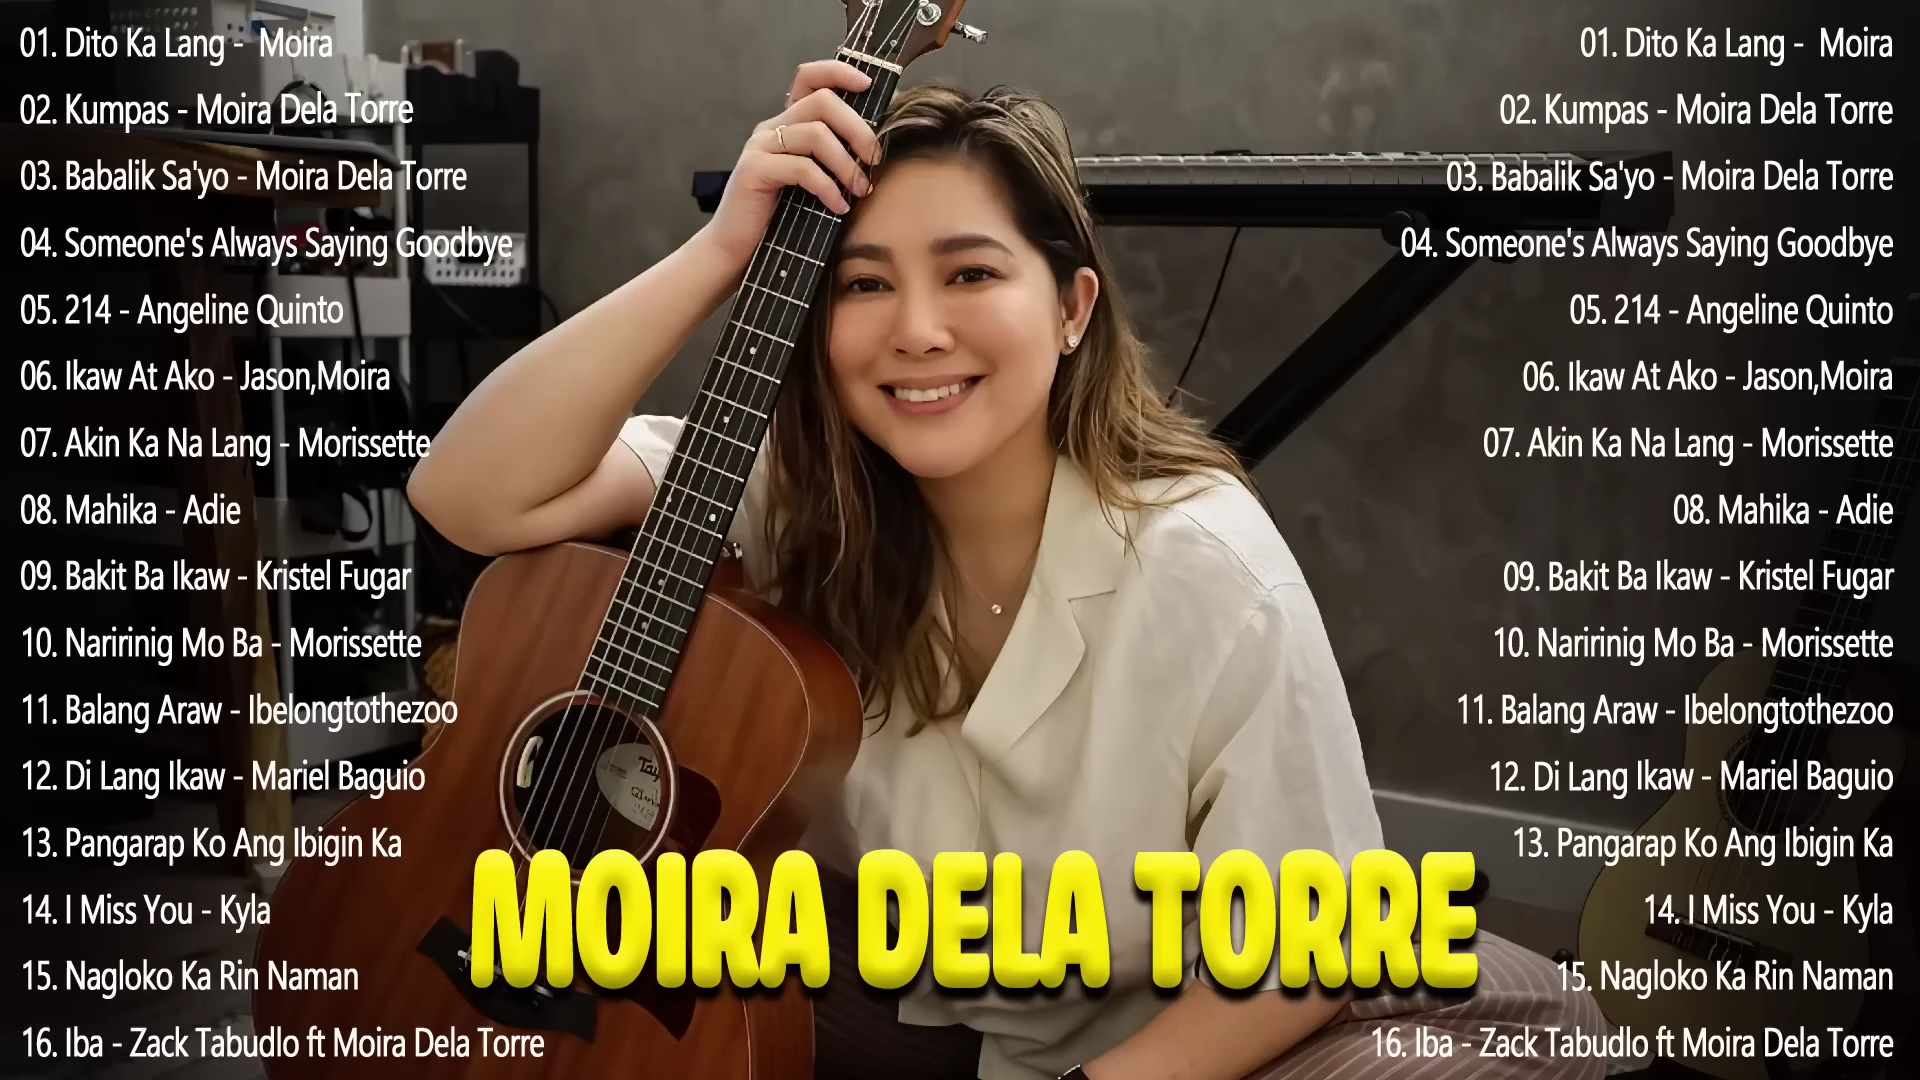 01. Dito Ka Lang - Moira
02. Kumpas - Moira Dela Torre
03. Babalik Sa'yo - Moira Dela Torre
04. Someone's Always Saying Goodbye
05. 214 - Angeline Quinto
06. Ikaw At Ako - Jason,Moira
07. Akin Ka Na Lang - Morissette
08. Mahika - Adie
09. Bakit Ba Ikaw - Kristel Fugar
10. Naririnig Mo Ba - Morissette
11. Balang Araw - Ibelongtothezoo
12. Di Lang Ikaw - Mariel Baguio
13. Pangarap Ko Ang Ibigin Ka
14. I Miss You - Kyla
15. Nagloko Ka Rin Naman
16. Iba - Zack Tabudlo ft Moira Dela Torre
MOIRA DELA TORRE
01. Dito Ka Lang - Moira
02. Kumpas - Moira Dela Torre
03. Babalik Sa'yo - Moira Dela Torre
04. Someone's Always Saying Goodbye
05. 214 - Angeline Quinto
06. Ikaw At Ako - Jason,Moira
07. Akin Ka Na Lang - Morissette
08. Mahika - Adie
09. Bakit Ba Ikaw - Kristel Fugar
10. Naririnig Mo Ba - Morissette
11. Balang Araw - Ibelongtothezoo
12. Di Lang Ikaw - Mariel Baguio
13. Pangarap Ko Ang Ibigin Ka
14. I Miss You - Kyla
15. Nagloko Ka Rin Naman
16. Iba - Zack Tabudlo ft Moira Dela Torre